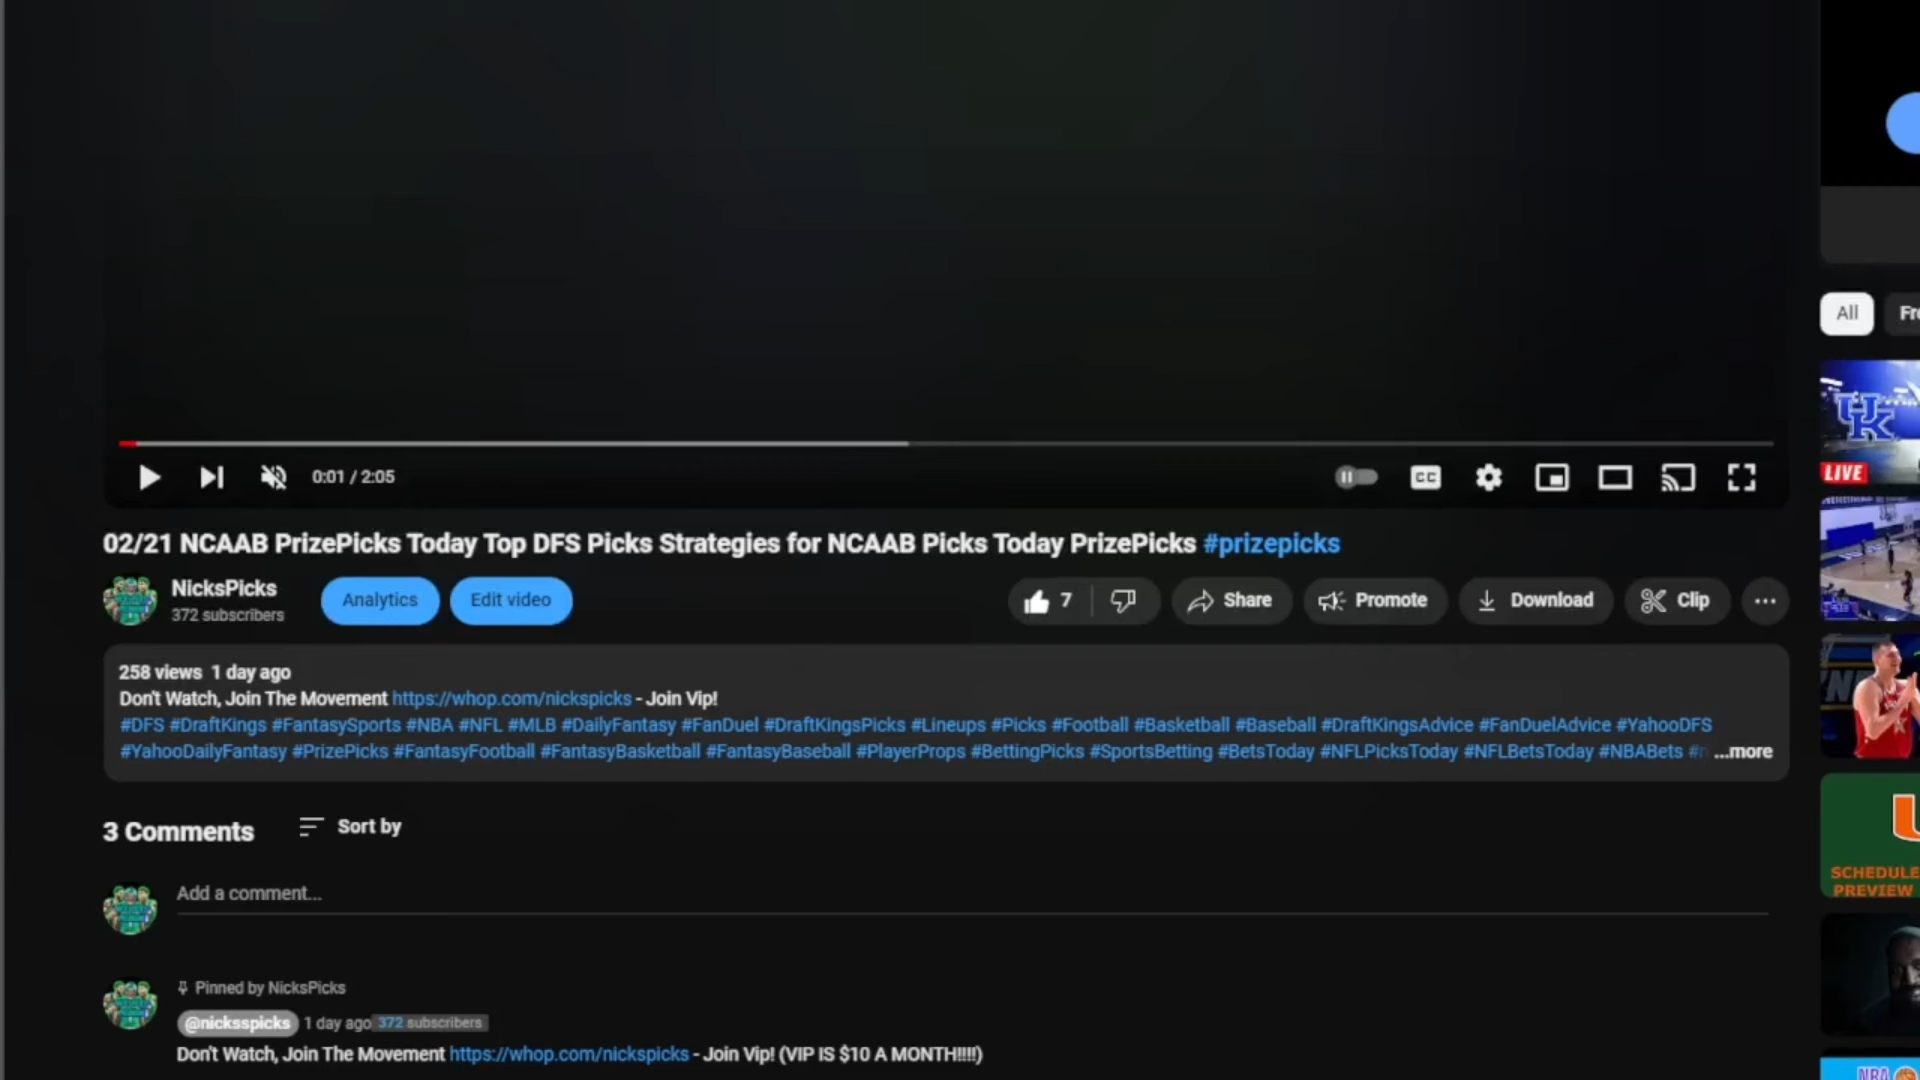 0:01 / 2:05
CC
02/21 NCAAB PrizePicks Today Top DFS Picks Strategies for NCAAB Picks Today PrizePicks #prizepicks
NicksPicks
372 subscribers
Analytics
Edit video
7
Share
Promote
Download
Clip
258 views 1 day ago
Don't Watch, Join The Movement https://whop.com/nickspicks - Join Vip!
#DFS #DraftKings #FantasySports #NBA #NFL #MLB #DailyFantasy #FanDuel #DraftKingsPicks #Lineups #Picks #Football #Basketball #Baseball #DraftKingsAdvice #FanDuelAdvice #YahooDFS
#YahooDailyFantasy #PrizePicks #FantasyFootball #FantasyBasketball #FantasyBaseball #PlayerProps #BettingPicks #SportsBetting #BetsToday #NFLPicksToday #NFLBetsToday #NBABets #n ...more
3 Comments
Sort by
Add a comment...
Pinned by NicksPicks
@nicksspicks 1 day ago 372 subscribers
Don't Watch, Join The Movement https://whop.com/nickspicks - Join Vip! (VIP IS $10 A MONTH!!!!)
All
Fr
UK
LIVE
U
SCHEDULE
PREVIEW
NBA